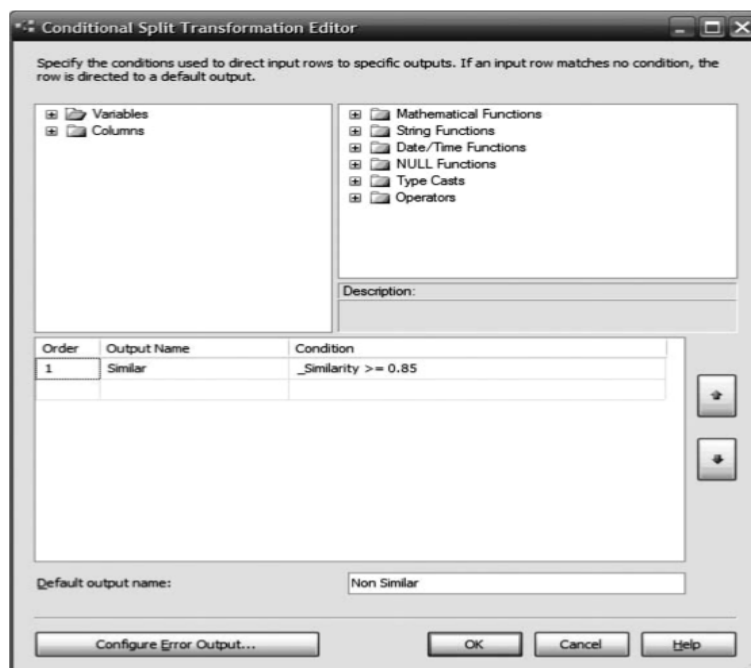 Conditional Split Transformation Editor
Specify the conditions used to direct input rows to specific outputs. If an input row matches no condition, the
row is directed to a default output.
Variables
Columns
Mathematical Functions
String Functions
Date/Time Functions
NULL Functions
Type Casts
Operators
Description:
Order Output Name Condition
1 Similar _Similarity >= 0.85
Default output name: Non Similar
Configure Error Output... OK Cancel Help